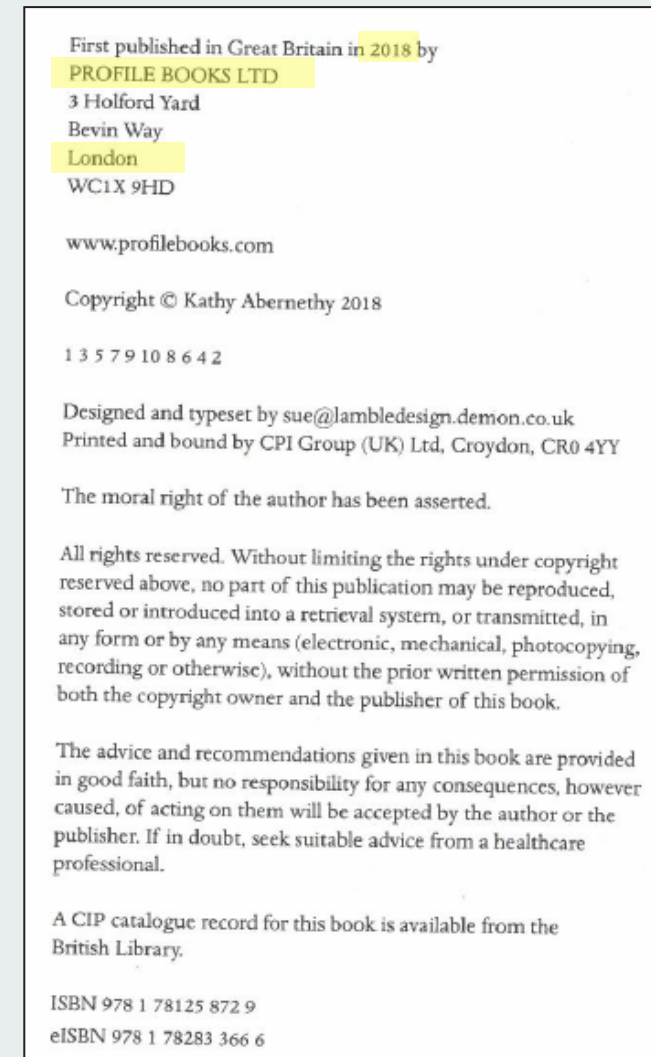 First published in Great Britain in 2018 by
PROFILE BOOKS LTD
3 Holford Yard
Bevin Way
London
WC1X 9HD
www.profilebooks.com
Copyright © Kathy Abernethy 2018
1 3 5 7 9 10 8 6 4 2
Designed and typeset by sue@lambledesign.demon.co.uk
Printed and bound by CPI Group (UK) Ltd, Croydon, CR0 4YY
The moral right of the author has been asserted.
All rights reserved. Without limiting the rights under copyright
reserved above, no part of this publication may be reproduced,
stored or introduced into a retrieval system, or transmitted, in
any form or by any means (electronic, mechanical, photocopying,
recording or otherwise), without the prior written permission of
both the copyright owner and the publisher of this book.
The advice and recommendations given in this book are provided
in good faith, but no responsibility for any consequences, however
caused, of acting on them will be accepted by the author or the
publisher. If in doubt, seek suitable advice from a healthcare
professional.
A CIP catalogue record for this book is available from the
British Library.
ISBN 978 1 78125 872 9
eISBN 978 1 78283 366 6